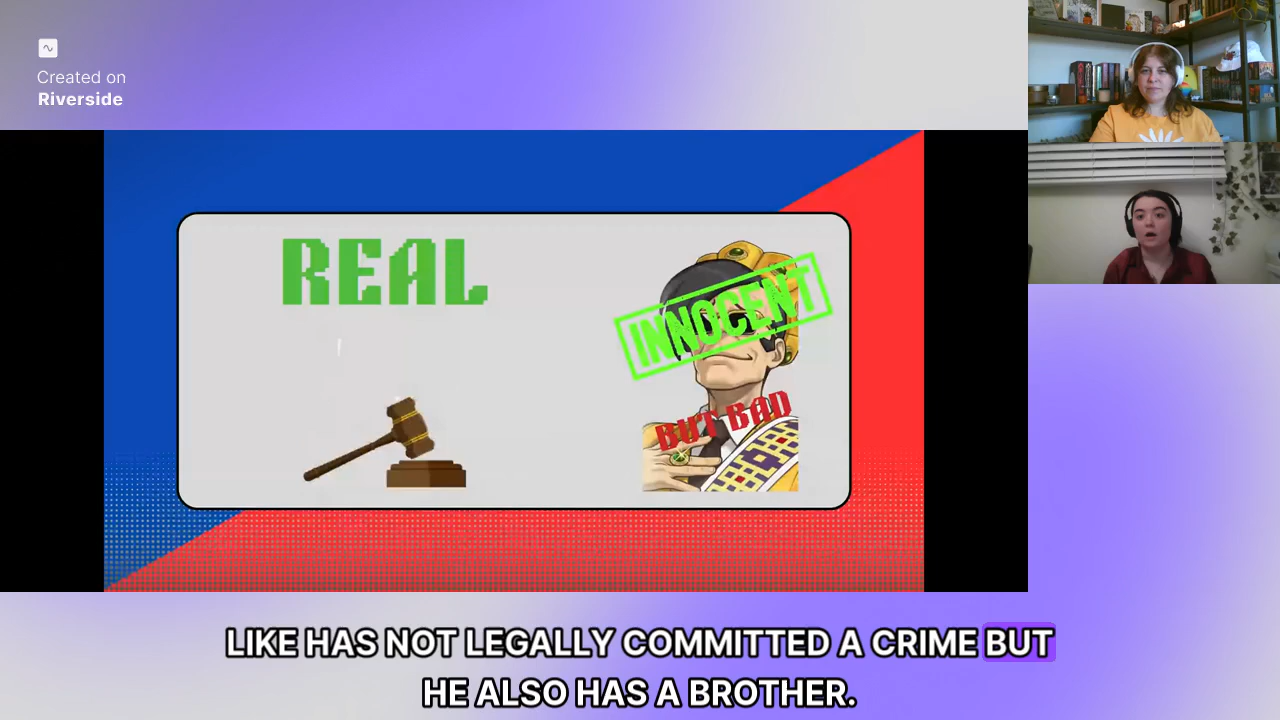 Created on
Riverside
REAL
INNOCENT
BUT BAD
LIKE HAS NOT LEGALLY COMMITTED A CRIME BUT
HE ALSO HAS A BROTHER.